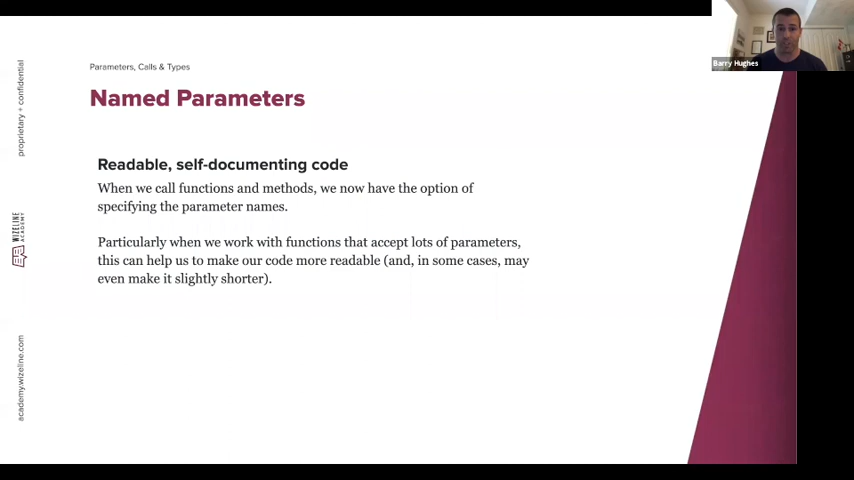 Barry Hughes
proprietary + confidential
Parameters, Calls & Types
Named Parameters
Readable, self-documenting code
When we call functions and methods, we now have the option of
specifying the parameter names.
Particularly when we work with functions that accept lots of parameters,
this can help us to make our code more readable (and, in some cases, may
even make it slightly shorter).
WIZELINE
ACADEMY
academy.wizeline.com